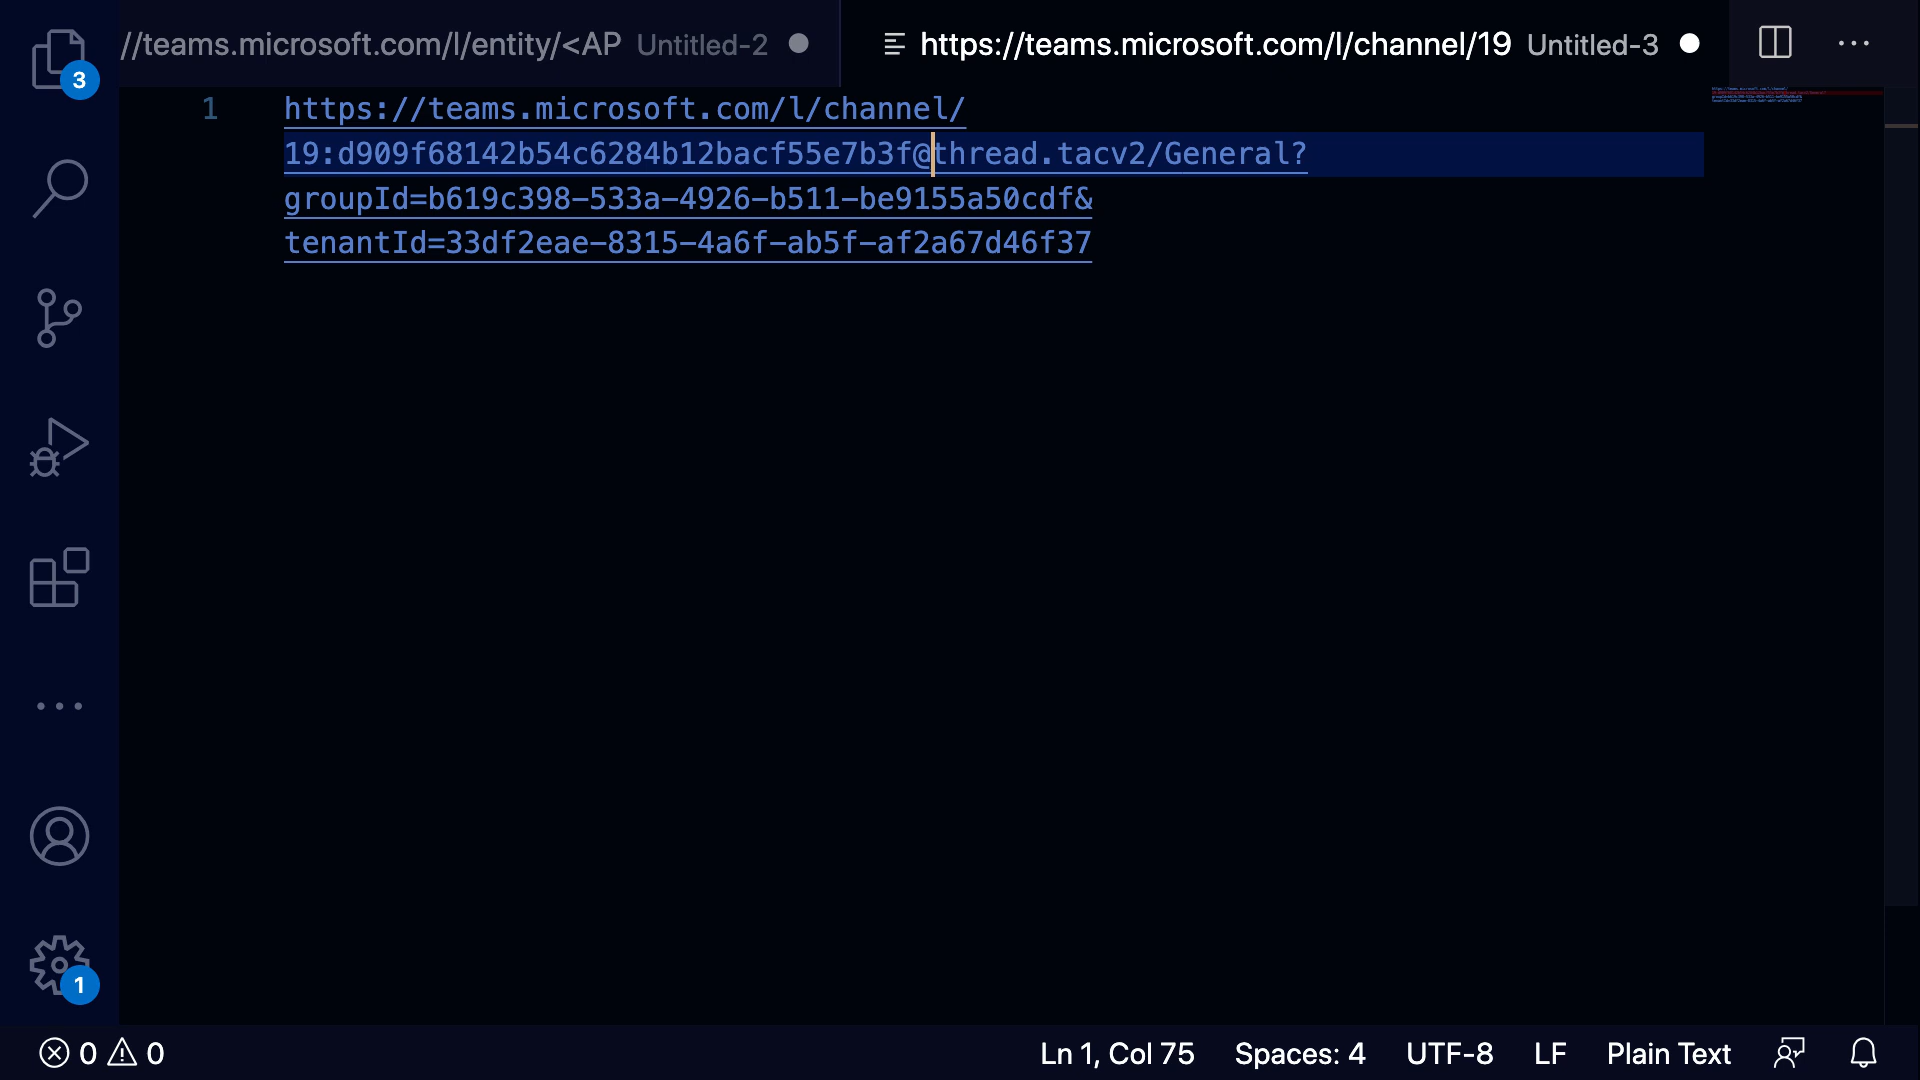 //teams.microsoft.com/l/entity/<AP Untitled-2
https://teams.microsoft.com/l/channel/19 Untitled-3
3
1 https://teams.microsoft.com/l/channel/
19:d909f68142b54c6284b12bacf55e7b3f@thread.tacv2/General?
groupId=b619c398-533a-4926-b511-be9155a50cdf&
tenantId=33df2eae-8315-4a6f-ab5f-af2a67d46f37
1
0 0 Ln 1, Col 75 Spaces: 4 UTF-8 LF Plain Text